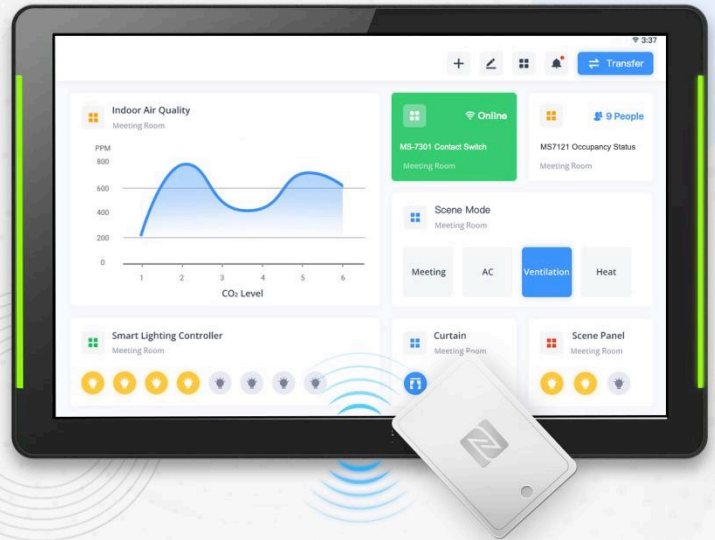 3:37
Transfer
Indoor Air Quality
Meeting Room
PPM
800
600
400
200
0
1 2 3 4 5 6
CO₂ Level
Online
MS-7301 Contact Switch
Meeting Room
9 People
MS7121 Occupancy Status
Meeting Room
Scene Mode
Meeting Room
Meeting AC Ventilation Heat
Smart Lighting Controller
Meeting Room
Curtain
Meeting Room
Scene Panel
Meeting Room